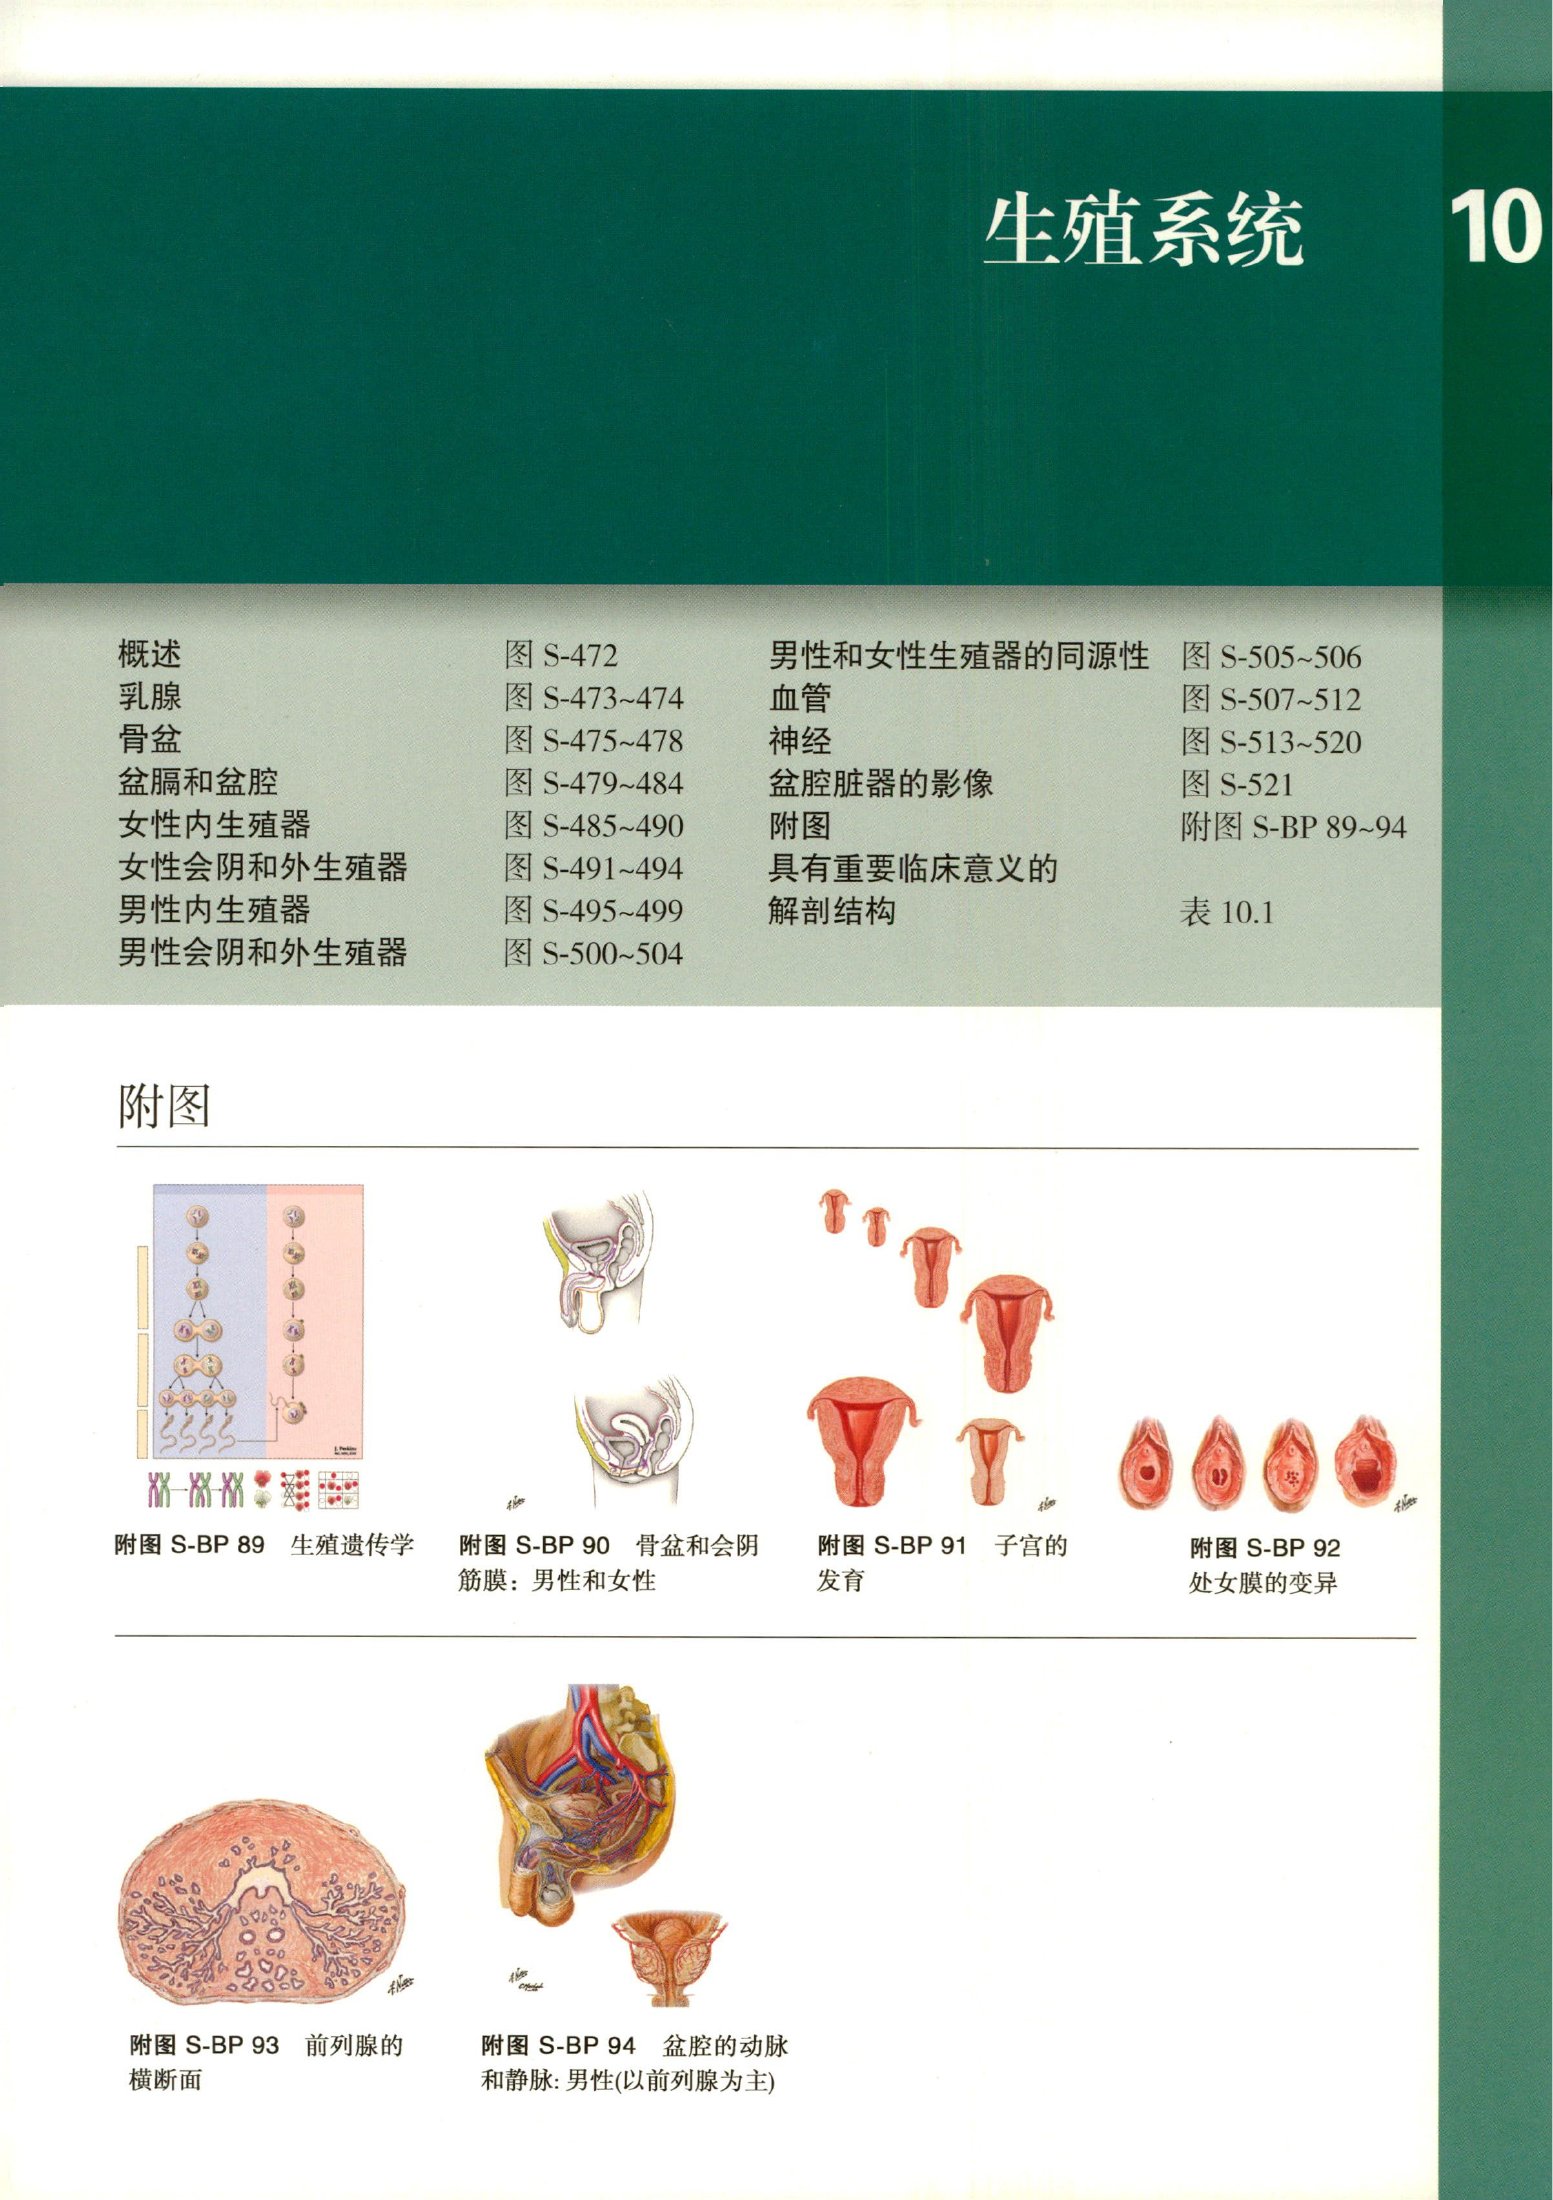 生殖系统 10
概述 图 S-472
乳腺 图 S-473~474
骨盆 图 S-475~478
盆膈和盆腔 图 S-479~484
女性内生殖器 图 S-485~490
女性会阴和外生殖器 图 S-491~494
男性内生殖器 图 S-495~499
男性会阴和外生殖器 图 S-500~504
男性和女性生殖器的同源性 图 S-505~506
血管 图 S-507~512
神经 图 S-513~520
盆腔脏器的影像 图 S-521
附图 附图 S-BP 89~94
具有重要临床意义的
解剖结构 表 10.1
附图
附图 S-BP 89 生殖遗传学
附图 S-BP 90 骨盆和会阴
筋膜：男性和女性
附图 S-BP 91 子宫的
发育
附图 S-BP 92
处女膜的变异
附图 S-BP 93 前列腺的
横断面
附图 S-BP 94 盆腔的动脉
和静脉: 男性(以前列腺为主)